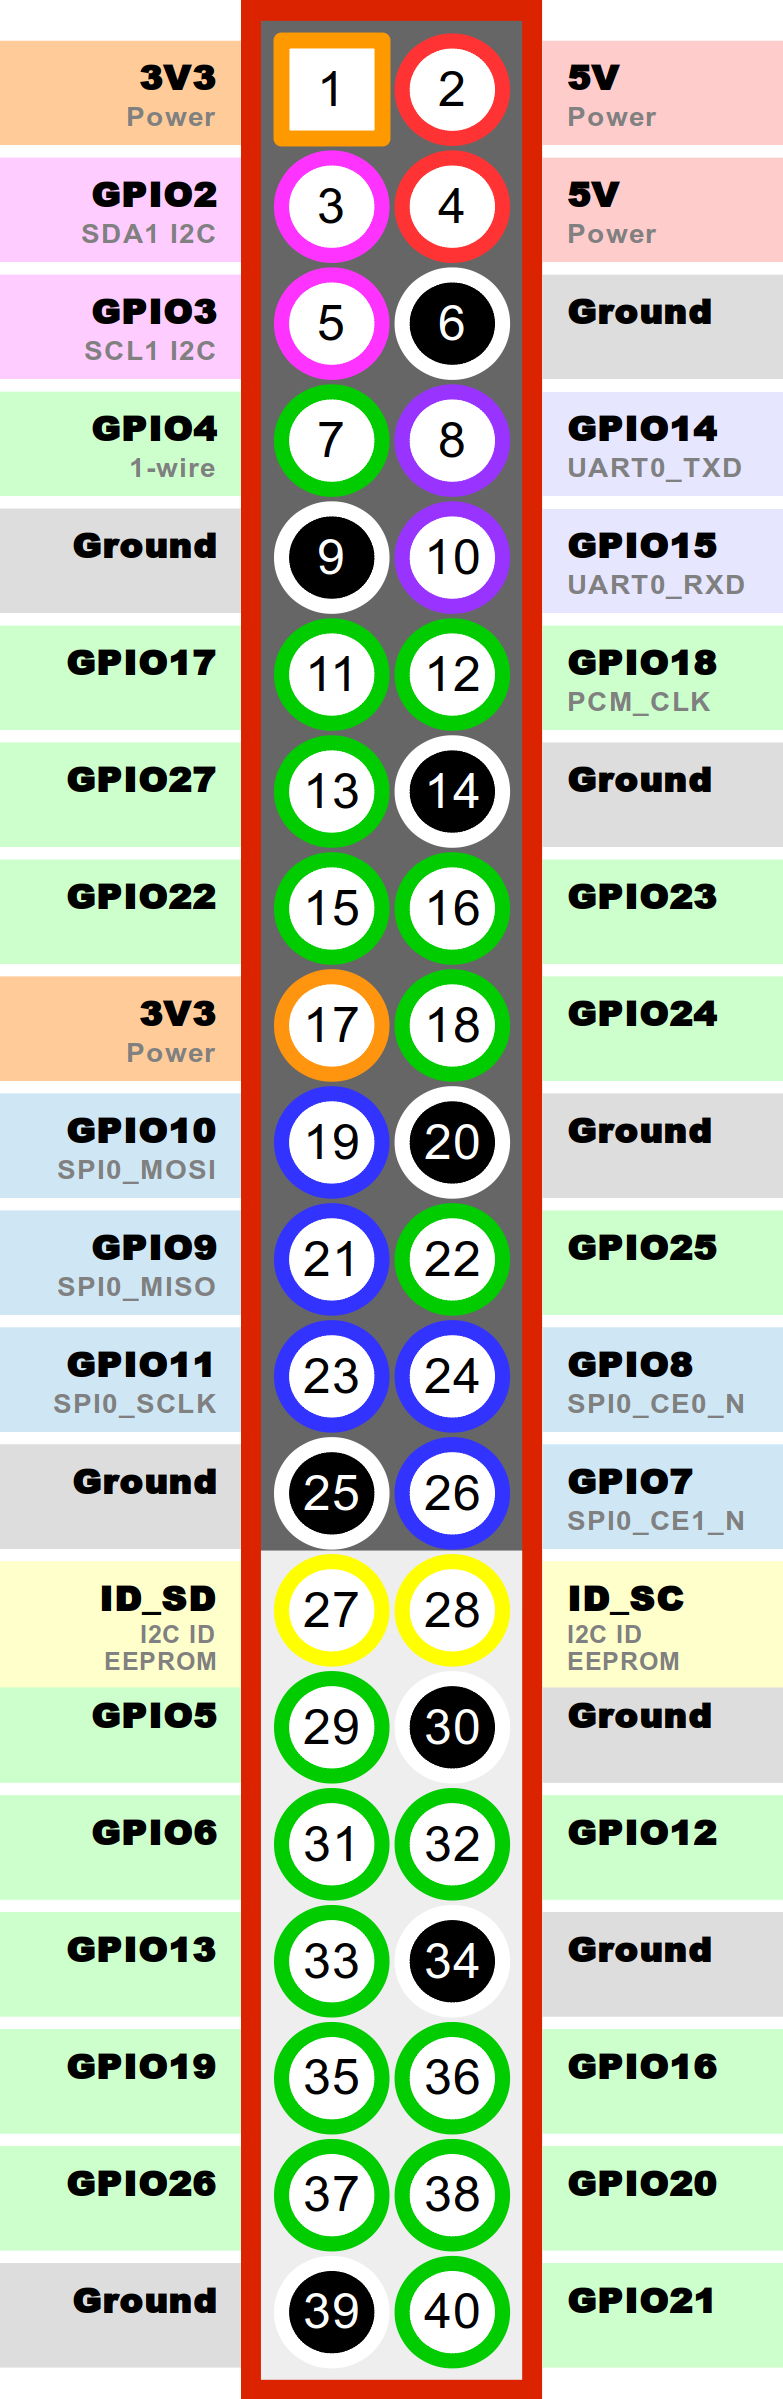 3V3 1 2 5V
Power Power
GPIO2 3 4 5V
SDA1 I2C Power
GPIO3 5 6 Ground
SCL1 I2C
GPIO4 7 8 GPIO14
1-wire UART0_TXD
Ground 9 10 GPIO15
UART0_RXD
GPIO17 11 12 GPIO18
PCM_CLK
GPIO27 13 14 Ground
GPIO22 15 16 GPIO23
3V3 17 18 GPIO24
Power
GPIO10 19 20 Ground
SPI0_MOSI
GPIO9 21 22 GPIO25
SPI0_MISO
GPIO11 23 24 GPIO8
SPI0_SCLK SPI0_CE0_N
Ground 25 26 GPIO7
SPI0_CE1_N
ID_SD 27 28 ID_SC
I2C ID I2C ID
EEPROM EEPROM
GPIO5 29 30 Ground
GPIO6 31 32 GPIO12
GPIO13 33 34 Ground
GPIO19 35 36 GPIO16
GPIO26 37 38 GPIO20
Ground 39 40 GPIO21